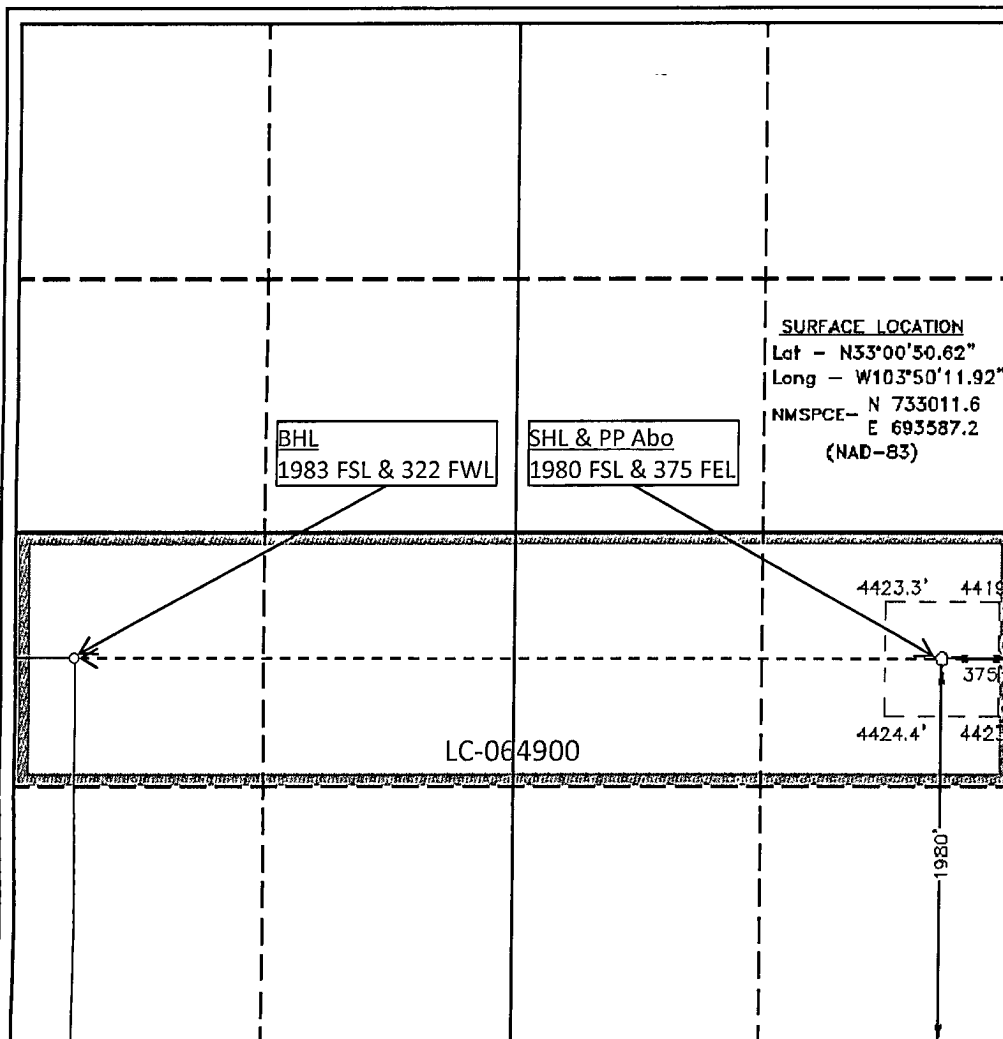 SURFACE LOCATION
Lat – N33°00'50.62"
Long – W103°50'11.92"
NMSPCE– N 733011.6
E 693587.2
(NAD-83)
BHL
1983 FSL & 322 FWL
SHL & PP Abo
1980 FSL & 375 FEL
4423.3' 4419
375
4424.4'
LC-064900
1980'